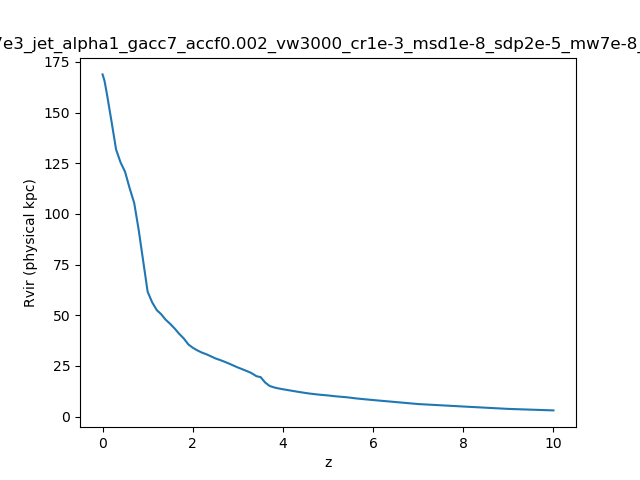 7e3_jet_alpha1_gacc7_accf0.002_vw3000_cr1e-3_msd1e-8_sdp2e-5_mw7e-8_
175
150
125
100
75
50
25
0
Rvir (physical kpc)
0 2 4 6 8 10
z